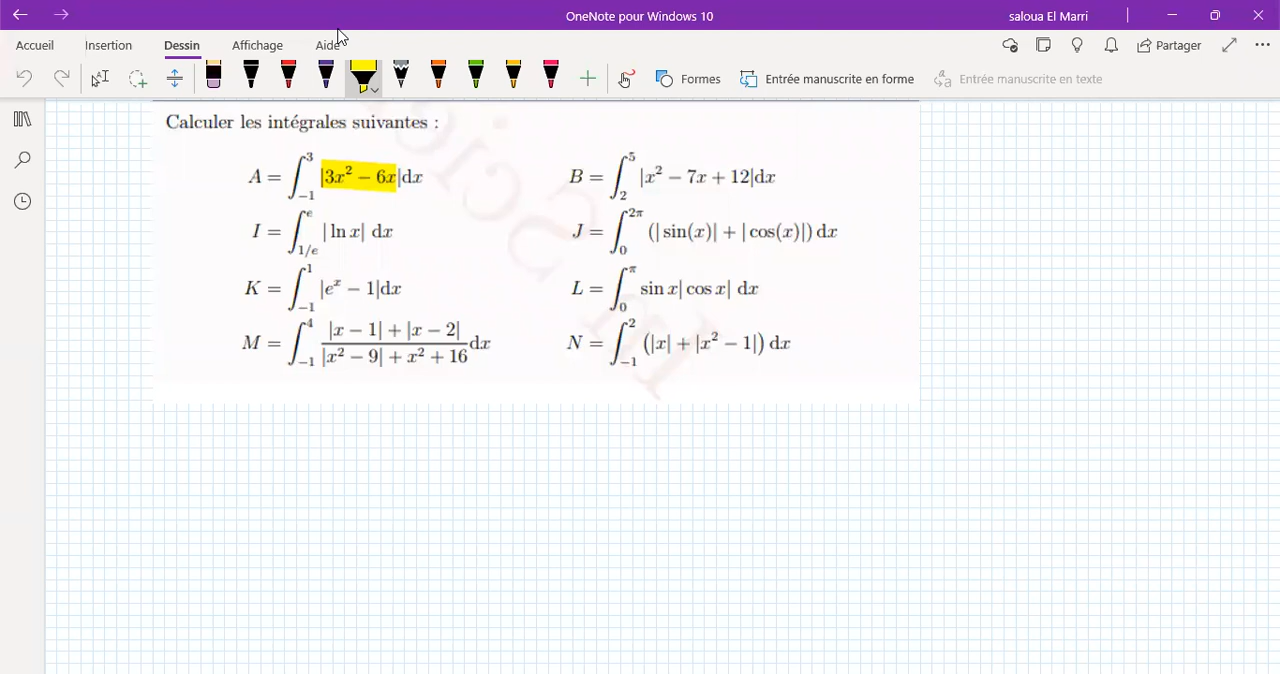 OneNote pour Windows 10
saloua El Marri
Accueil Insertion Dessin Affichage Aide
Partager
Formes Entrée manuscrite en forme Entrée manuscrite en texte
Calculer les intégrales suivantes :
A = ∫_{-1}^{3} |3x² − 6x|dx B = ∫_{2}^{5} |x² − 7x + 12|dx
I = ∫_{1/e}^{e} | ln x| dx J = ∫_{0}^{2π} (| sin(x)| + | cos(x)|) dx
K = ∫_{-1}^{1} |eˣ − 1|dx L = ∫_{0}^{π} sin x| cos x| dx
M = ∫_{-1}^{4} \frac{|x − 1| + |x − 2|}{|x² − 9| + x² + 16}dx N = ∫_{-1}^{2} (|x| + |x² − 1|) dx